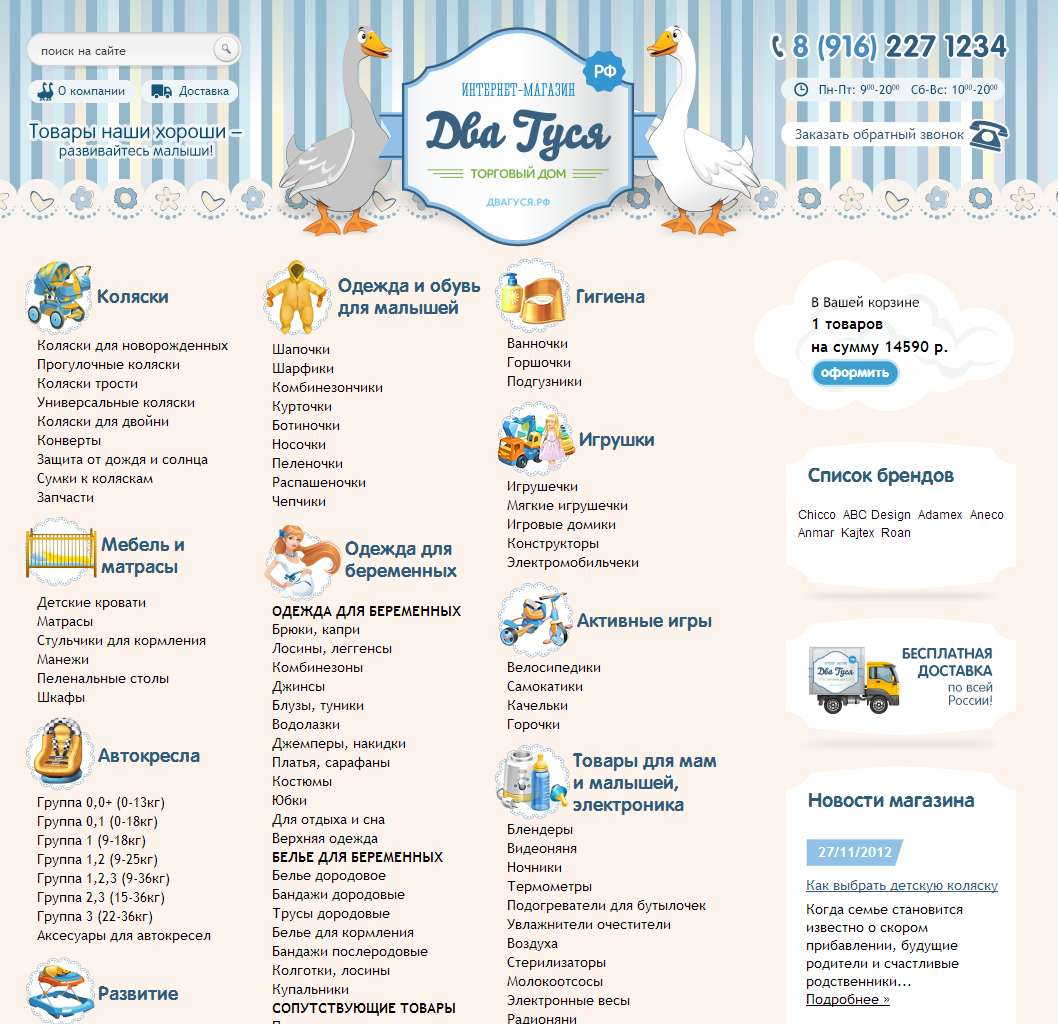 поиск на сайте
О компании
Доставка
Товары наши хороши –
развивайтесь малыши!
РФ
ИНТЕРНЕТ-МАГАЗИН
Два Гуся
ТОРГОВЫЙ ДОМ
ДВАГУСЯ.РФ
8 (916) 227 1234
Пн-Пт: 9⁰⁰-20⁰⁰ Сб-Вс: 10⁰⁰-20⁰⁰
Заказать обратный звонок
Коляски
Коляски для новорожденных
Прогулочные коляски
Коляски трости
Универсальные коляски
Коляски для двойни
Конверты
Защита от дождя и солнца
Сумки к коляскам
Запчасти
Мебель и
матрасы
Детские кровати
Матрасы
Стульчики для кормления
Манежи
Пеленальные столы
Шкафы
Автокресла
Группа 0,0+ (0-13кг)
Группа 0,1 (0-18кг)
Группа 1 (9-18кг)
Группа 1,2 (9-25кг)
Группа 1,2,3 (9-36кг)
Группа 2,3 (15-36кг)
Группа 3 (22-36кг)
Аксесуары для автокресел
Развитие
Одежда и обувь
для малышей
Шапочки
Шарфики
Комбинезончики
Курточки
Ботиночки
Носочки
Пеленочки
Распашеночки
Чепчики
Одежда для
беременных
ОДЕЖДА ДЛЯ БЕРЕМЕННЫХ
Брюки, капри
Лосины, леггенсы
Комбинезоны
Джинсы
Блузы, туники
Водолазки
Джемперы, накидки
Платья, сарафаны
Костюмы
Юбки
Для отдыха и сна
Верхняя одежда
БЕЛЬЕ ДЛЯ БЕРЕМЕННЫХ
Белье дородовое
Бандажи дородовые
Трусы дородовые
Белье для кормления
Бандажи послеродовые
Колготки, лосины
Купальники
СОПУТСТВУЮЩИЕ ТОВАРЫ
Гигиена
Ванночки
Горшочки
Подгузники
Игрушки
Игрушечки
Мягкие игрушечки
Игровые домики
Конструкторы
Электромобильчеки
Активные игры
Велосипедики
Самокатики
Качельки
Горочки
Товары для мам
и малышей,
электроника
Блендеры
Видеоняня
Ночники
Термометры
Подогреватели для бутылочек
Увлажнители очестители
Воздуха
Стерилизаторы
Молокоотсосы
Электронные весы
Радионяни
В Вашей корзине
1 товаров
на сумму 14590 р.
оформить
Список брендов
Chicco ABC Design Adamex Aneco
Anmar Kajtex Roan
Два Гуся
БЕСПЛАТНАЯ
ДОСТАВКА
по всей
России!
Новости магазина
27/11/2012
Как выбрать детскую коляску
Когда семье становится
известно о скором
прибавлении, будущие
родители и счастливые
родственники...
Подробнее »